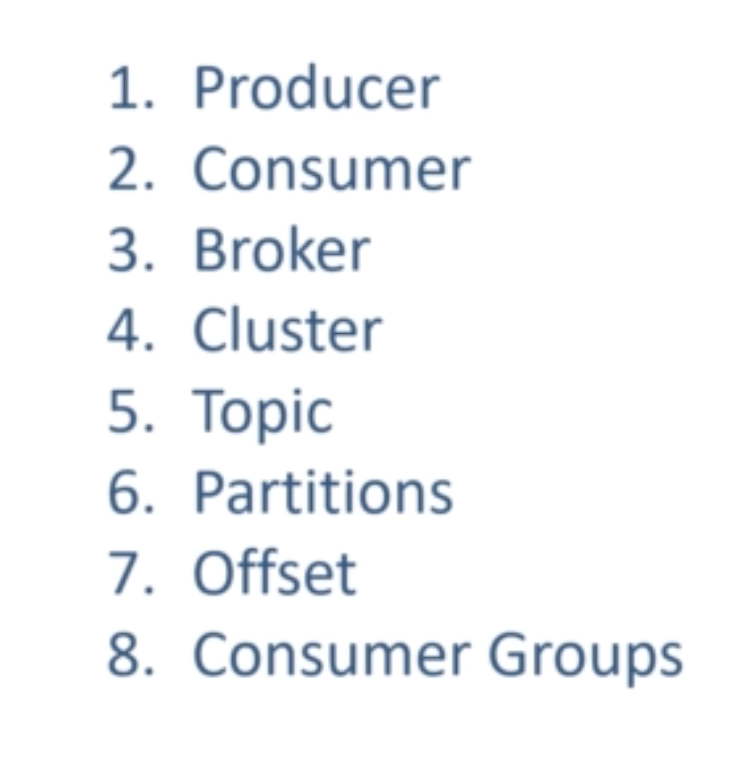 1. Producer
2. Consumer
3. Broker
4. Cluster
5. Topic
6. Partitions
7. Offset
8. Consumer Groups